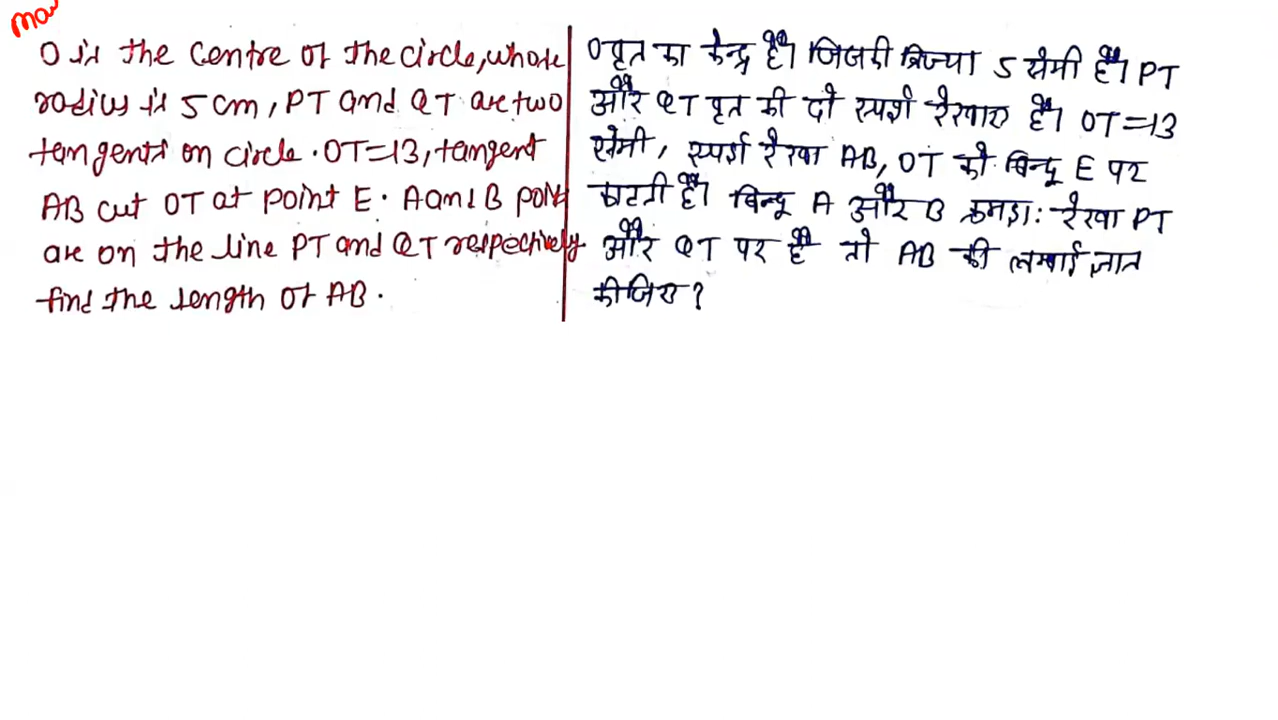 O is the centre of the circle, whose
radius is 5 cm, PT and QT are two
tangents on circle. OT=13, tangent
AB cut OT at point E. A and B point
are on the line PT and QT respectively
find the length of AB.
O वृत का केन्द्र है। जिजकी त्रिज्या 5 सेमी है। PT
और QT वृत की दो स्पर्श रेखाए है। OT=13
सेमी, स्पर्श रेखा AB, OT को बिन्दू E पर
काटती है। बिन्दू A और B क्रमशः रेखा PT
और QT पर है तो AB की लम्बाई ज्ञात
कीजिए?